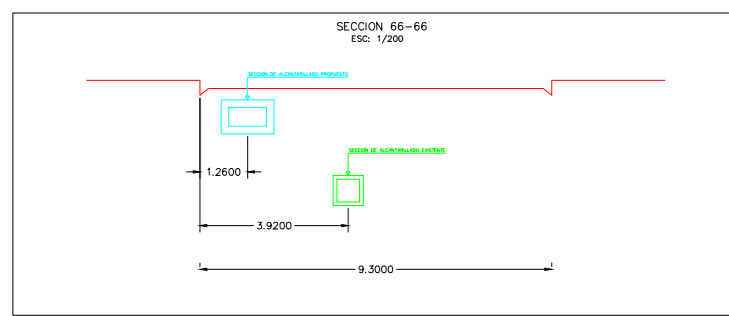 SECCION 66-66
ESC: 1/200
SECCION DE ALCANTARILLADO PROPUESTO
SECCION DE ALCANTARILLADO EXISTENTE
1.2600
3.9200
9.3000